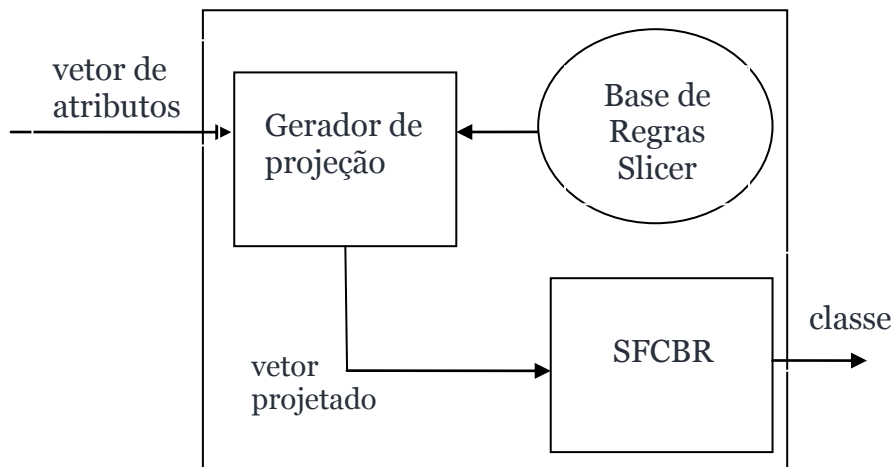 vetor de
atributos
Gerador de
projeção
Base de
Regras
Slicer
vetor
projetado
SFCBR
classe